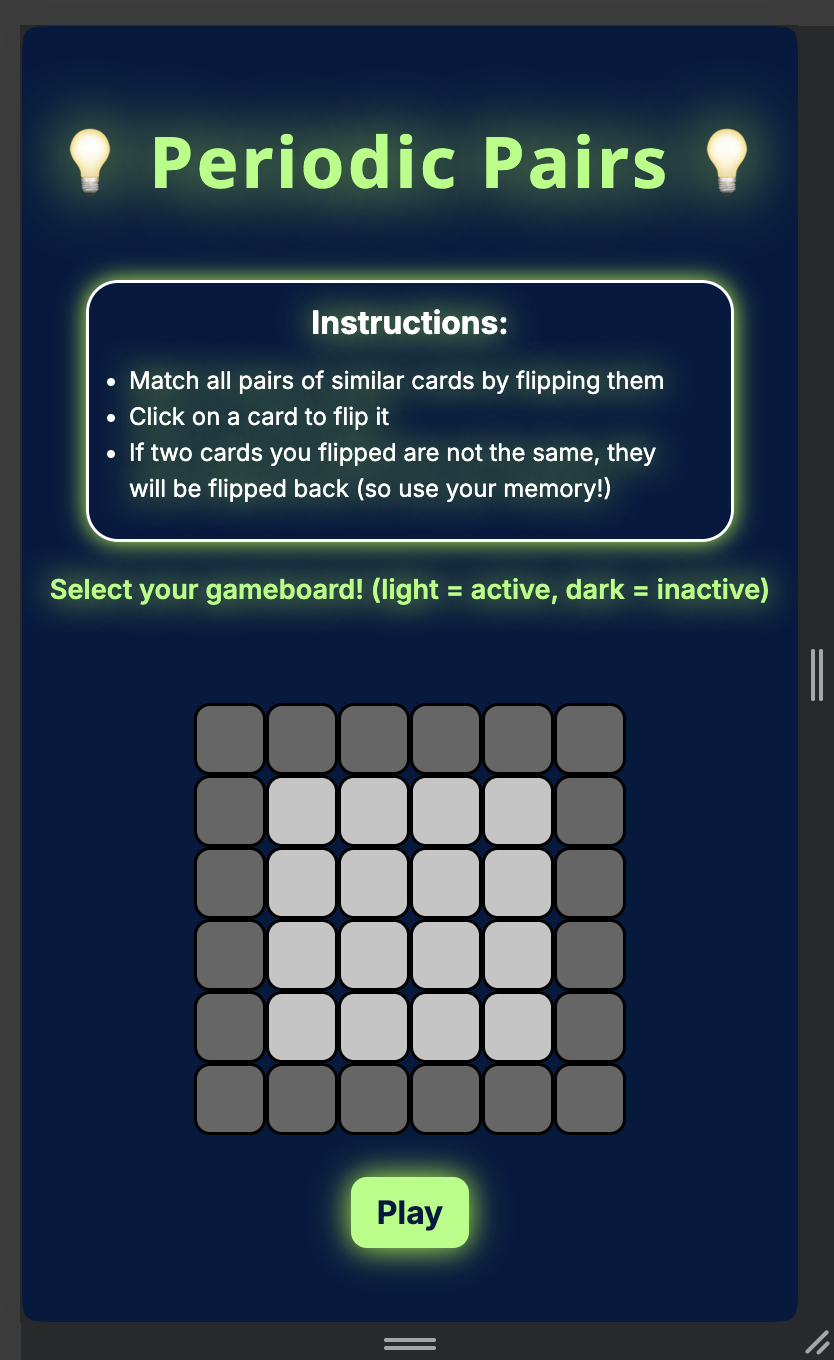 Periodic Pairs
Instructions:
• Match all pairs of similar cards by flipping them
• Click on a card to flip it
• If two cards you flipped are not the same, they
will be flipped back (so use your memory!)
Select your gameboard! (light = active, dark = inactive)
Play